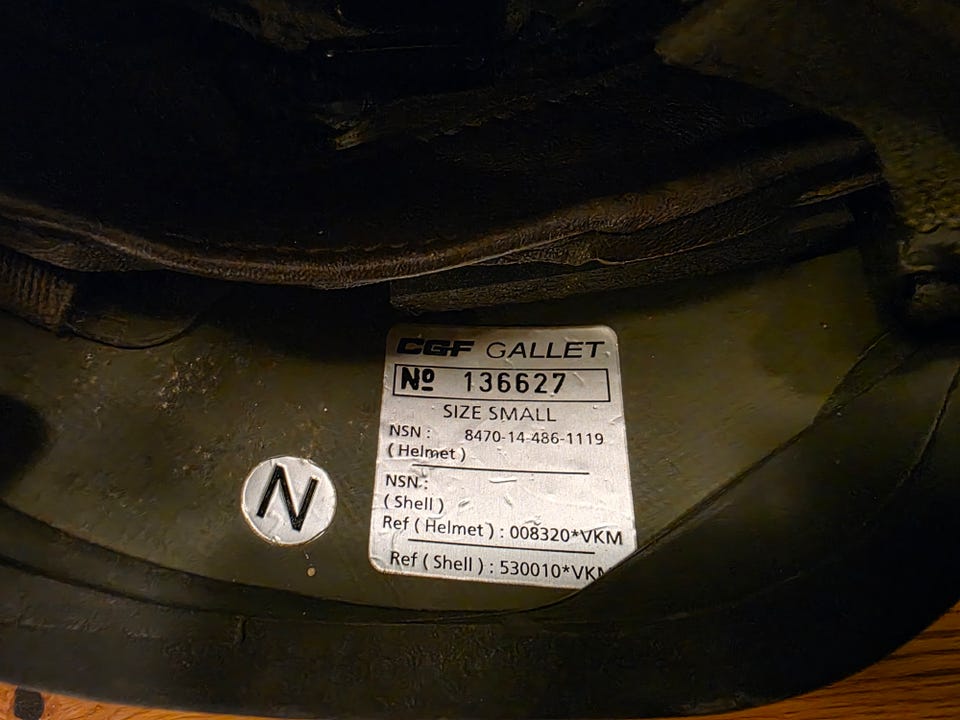 CGF GALLET
Nº 136627
SIZE SMALL
NSN : 8470-14-486-1119
( Helmet )
NSN :
( Shell )
Ref ( Helmet ) : 008320*VKM
Ref ( Shell ) : 530010*VKM
N